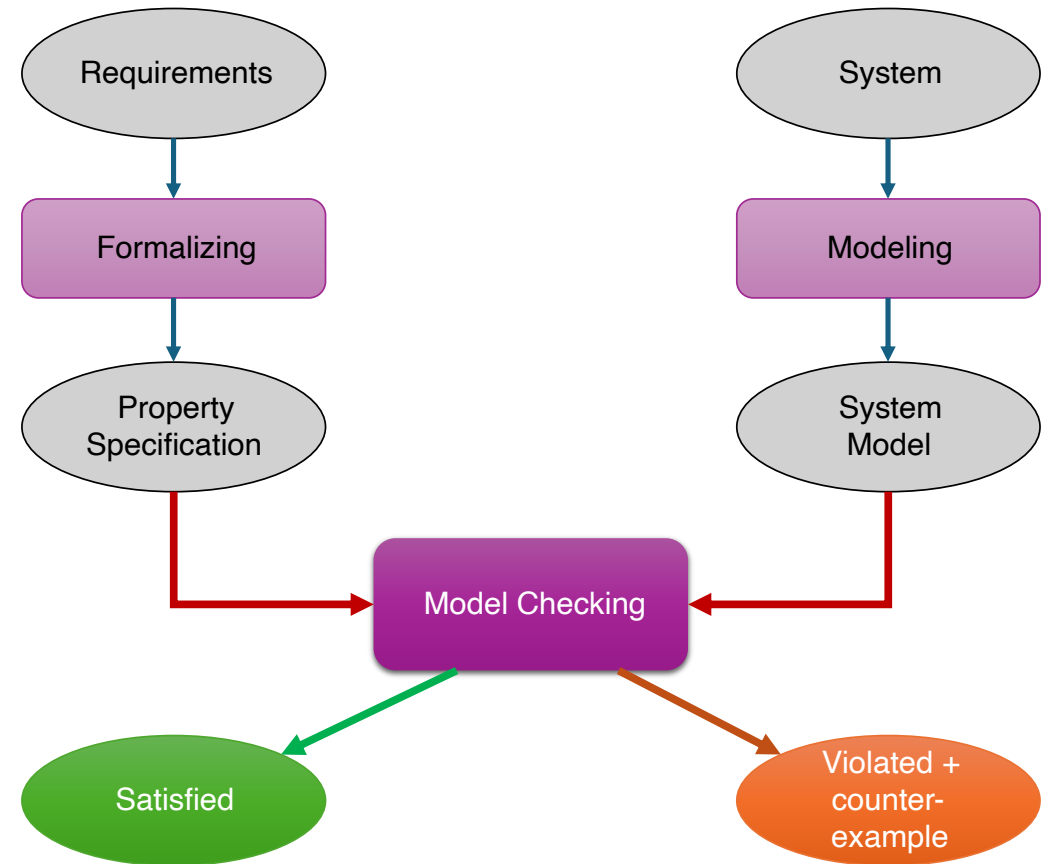 Requirements
System
Formalizing
Modeling
Property
Specification
System
Model
Model Checking
Satisfied
Violated +
counter-
example